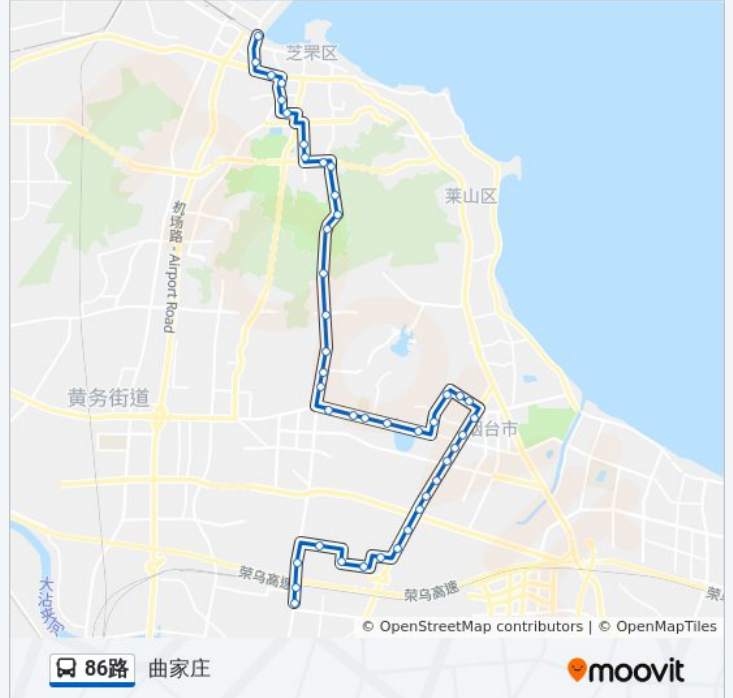 芝罘区
莱山区
机场路 - Airport Road
黄务街道
烟台市
荣乌高速
荣乌高速
荣
大沽夹河
© OpenStreetMap contributors | © OpenMapTiles
86路 曲家庄
moovit